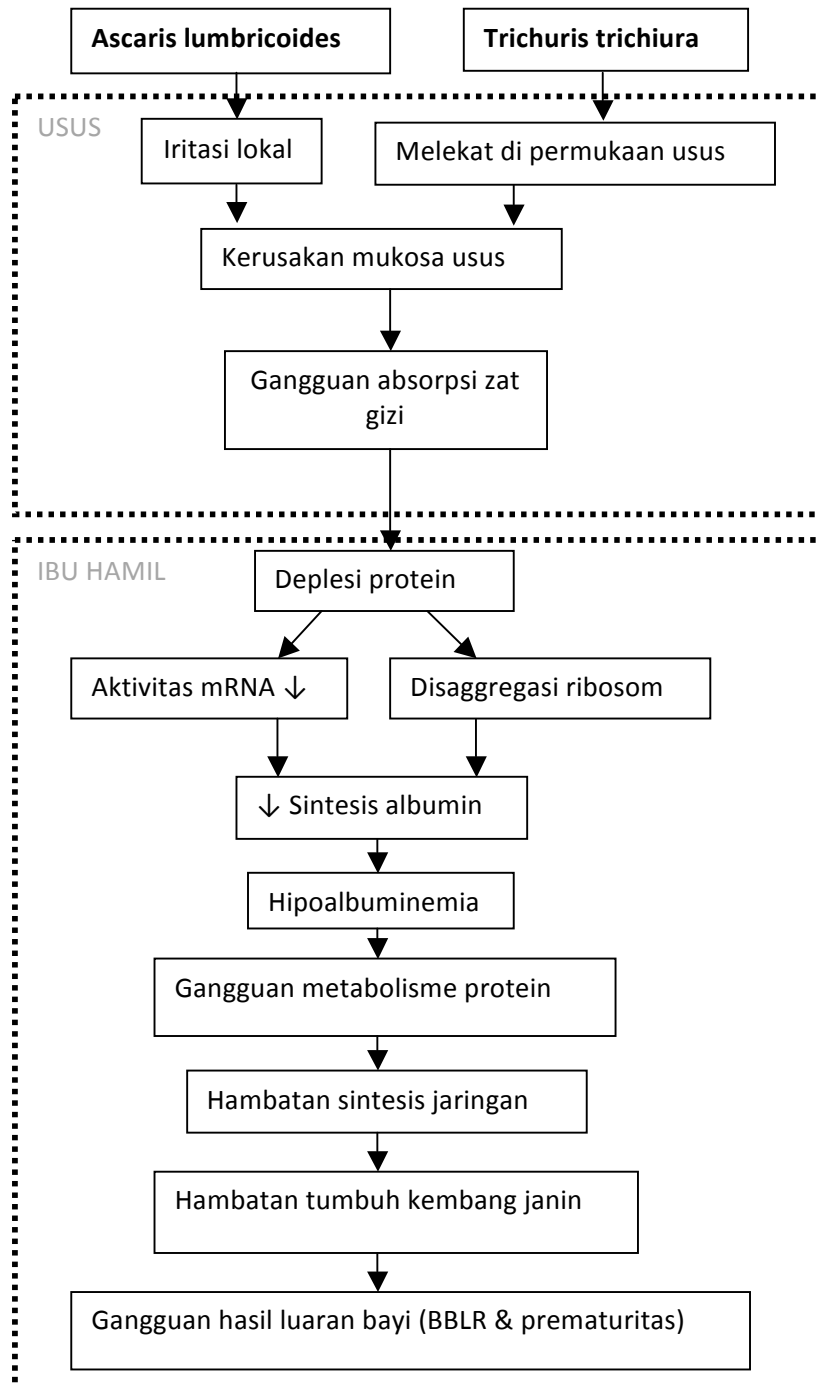 Ascaris lumbricoides
Trichuris trichiura
USUS
Iritasi lokal
Melekat di permukaan usus
Kerusakan mukosa usus
Gangguan absorpsi zat
gizi
IBU HAMIL
Deplesi protein
Aktivitas mRNA ↓
Disaggregasi ribosom
↓ Sintesis albumin
Hipoalbuminemia
Gangguan metabolisme protein
Hambatan sintesis jaringan
Hambatan tumbuh kembang janin
Gangguan hasil luaran bayi (BBLR & prematuritas)